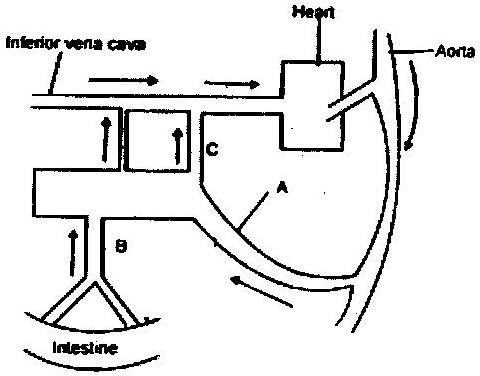 Heart
Inferior vena cava
Aorta
C
A
B
Intestine